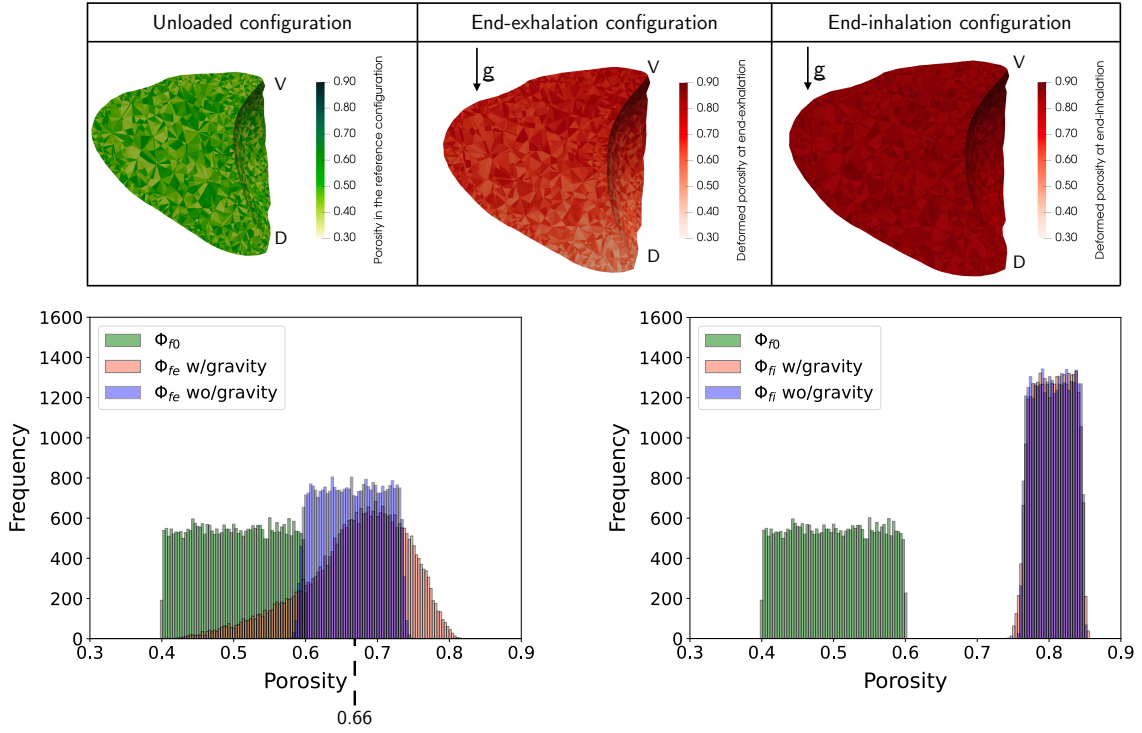 Unloaded configuration
End-exhalation configuration
End-inhalation configuration
V
D
0.90
0.80
0.70
0.60
0.50
0.40
0.30
Porosity in the reference configuration
g
V
D
0.90
0.80
0.70
0.60
0.50
0.40
0.30
Deformed porosity at end-exhalation
g
V
D
0.90
0.80
0.70
0.60
0.50
0.40
0.30
Deformed porosity at end-inhalation
1600
1400
1200
1000
800
600
400
200
0
Frequency
Φf0
Φfe w/gravity
Φfe wo/gravity
0.3 0.4 0.5 0.6 0.7 0.8 0.9
Porosity
0.66
1600
1400
1200
1000
800
600
400
200
0
Frequency
Φf0
Φfi w/gravity
Φfi wo/gravity
0.3 0.4 0.5 0.6 0.7 0.8 0.9
Porosity